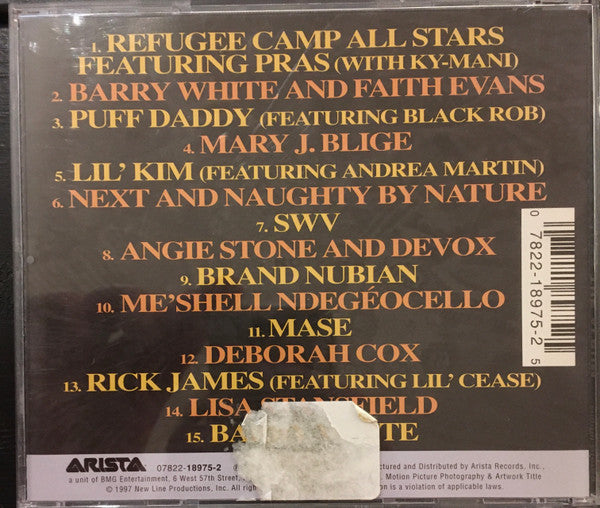 1. REFUGEE CAMP ALL STARS
FEATURING PRAS (WITH KY-MANI)
2. BARRY WHITE AND FAITH EVANS
3. PUFF DADDY (FEATURING BLACK ROB)
4. MARY J. BLIGE
5. LIL' KIM (FEATURING ANDREA MARTIN)
6. NEXT AND NAUGHTY BY NATURE
7. SWV
8. ANGIE STONE AND DEVOX
9. BRAND NUBIAN
10. ME'SHELL NDEGÉOCELLO
11. MASE
12. DEBORAH COX
13. RICK JAMES (FEATURING LIL' CEASE)
14. LISA STANSFIELD
15. BA TE
0 7822-18975-2 5
ARISTA 07822-18975-2 ctured and Distributed by Arista Records, Inc.,
a unit of BMG Entertainment, 6 West 57th Street, Motion Picture Photography & Artwork Title
© 1997 New Line Productions, Inc. All ri on is a violation of applicable laws.